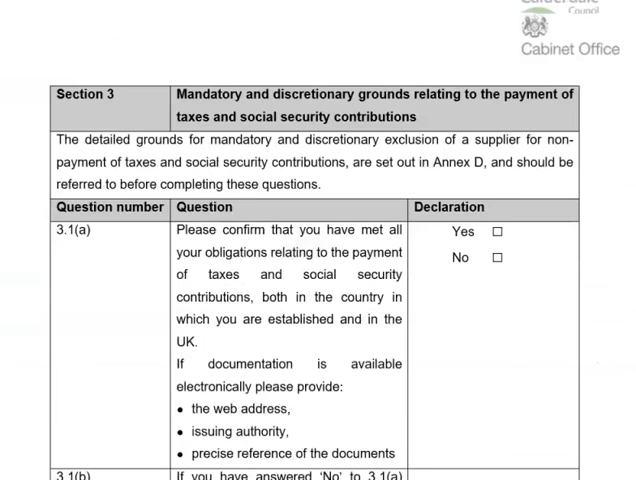 Council
Cabinet Office
Section 3
Mandatory and discretionary grounds relating to the payment of
taxes and social security contributions
The detailed grounds for mandatory and discretionary exclusion of a supplier for non-
payment of taxes and social security contributions, are set out in Annex D, and should be
referred to before completing these questions.
Question number
Question
Declaration
3.1(a)
Please confirm that you have met all
your obligations relating to the payment
of taxes and social security
contributions, both in the country in
which you are established and in the
UK.
If documentation is available
electronically please provide:
• the web address,
• issuing authority,
• precise reference of the documents
Yes ☐
No ☐
3.1(b)
If you have answered ‘No’ to 3.1(a)